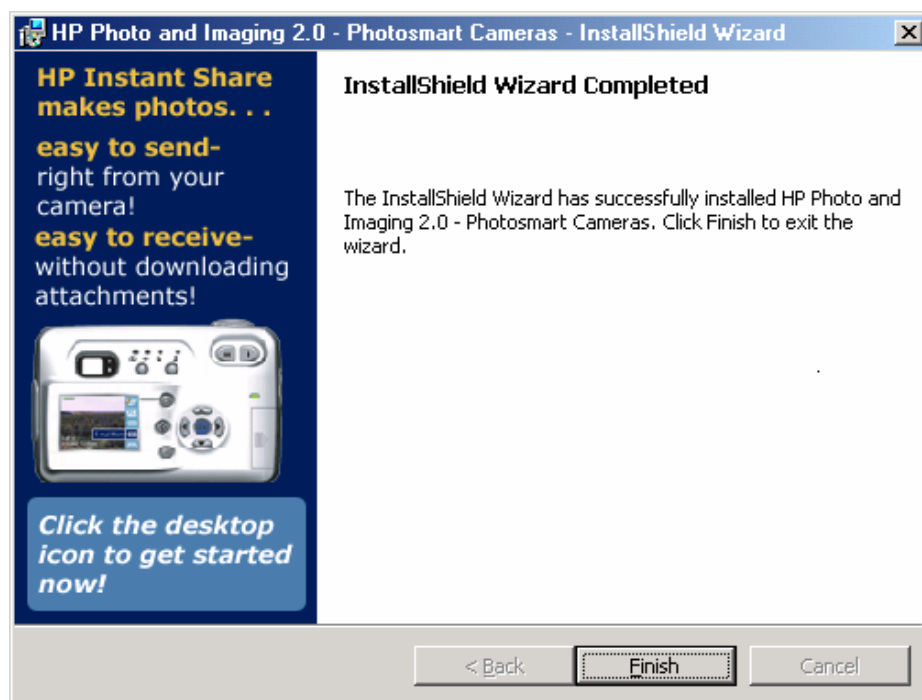 HP Photo and Imaging 2.0 - Photosmart Cameras - InstallShield Wizard
HP Instant Share
makes photos. . .
easy to send-
right from your
camera!
easy to receive-
without downloading
attachments!
Click the desktop
icon to get started
now!
InstallShield Wizard Completed
The InstallShield Wizard has successfully installed HP Photo and
Imaging 2.0 - Photosmart Cameras. Click Finish to exit the
wizard.
< Back
Finish
Cancel